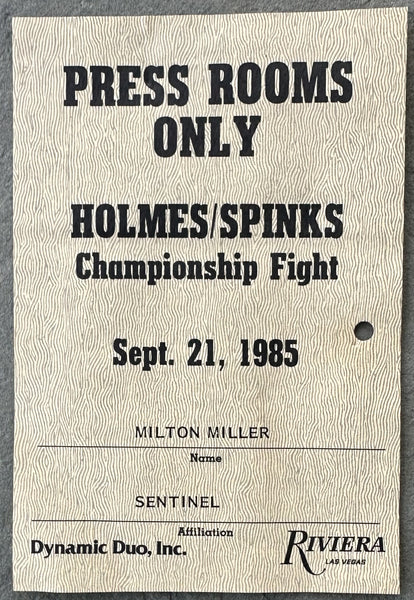 PRESS ROOMS
ONLY
HOLMES/SPINKS
Championship Fight
Sept. 21, 1985
MILTON MILLER
Name
SENTINEL
Affiliation
Dynamic Duo, Inc.
RIVIERA
LAS VEGAS